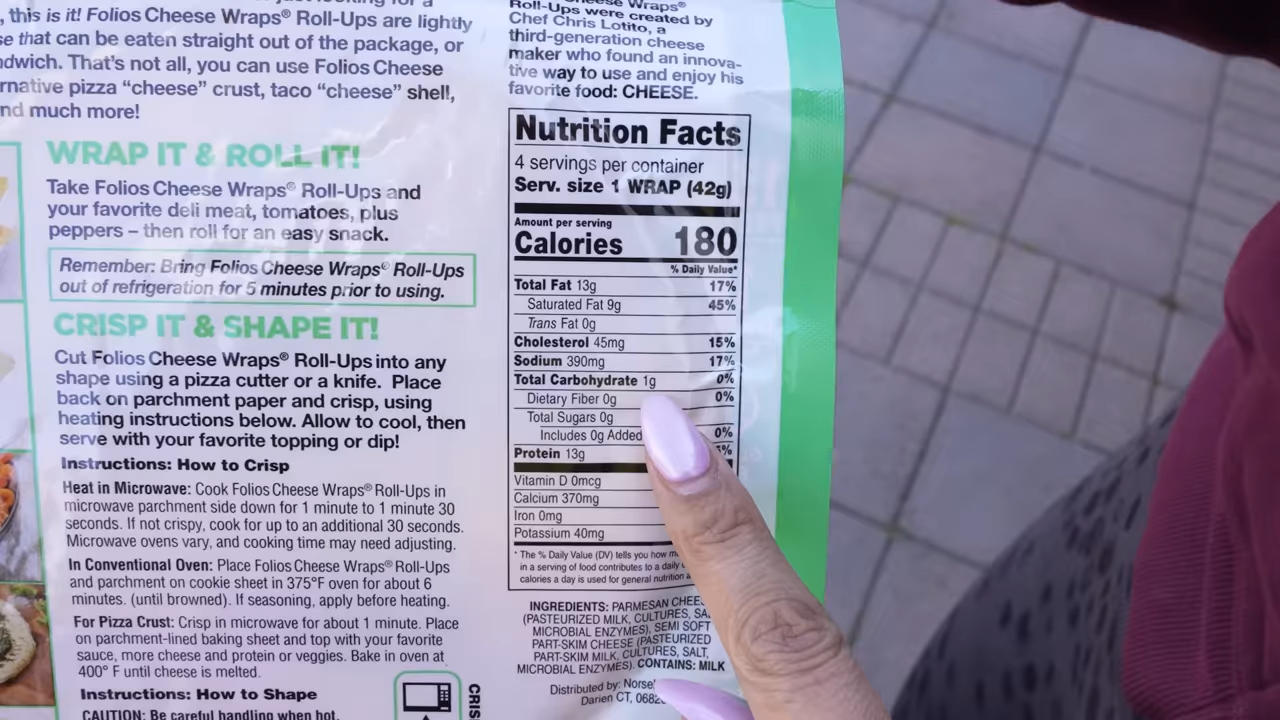 , this is it! Folios Cheese Wraps® Roll-Ups are lightly
se that can be eaten straight out of the package, or
ndwich. That's not all, you can use Folios Cheese
rnative pizza “cheese” crust, taco “cheese” shell,
nd much more!
WRAP IT & ROLL IT!
Take Folios Cheese Wraps® Roll-Ups and
your favorite deli meat, tomatoes, plus
peppers – then roll for an easy snack.
Remember: Bring Folios Cheese Wraps® Roll-Ups
out of refrigeration for 5 minutes prior to using.
CRISP IT & SHAPE IT!
Cut Folios Cheese Wraps® Roll-Ups into any
shape using a pizza cutter or a knife. Place
back on parchment paper and crisp, using
heating instructions below. Allow to cool, then
serve with your favorite topping or dip!
Instructions: How to Crisp
Heat in Microwave: Cook Folios Cheese Wraps® Roll-Ups in
microwave parchment side down for 1 minute to 1 minute 30
seconds. If not crispy, cook for up to an additional 30 seconds.
Microwave ovens vary, and cooking time may need adjusting.
In Conventional Oven: Place Folios Cheese Wraps® Roll-Ups
and parchment on cookie sheet in 375°F oven for about 6
minutes. (until browned). If seasoning, apply before heating.
For Pizza Crust: Crisp in microwave for about 1 minute. Place
on parchment-lined baking sheet and top with your favorite
sauce, more cheese and protein or veggies. Bake in oven at
400° F until cheese is melted.
Instructions: How to Shape
CAUTION: Be careful handling when hot.
CRIS
Cheese Wraps®
Roll-Ups were created by
Chef Chris Lotito, a
third-generation cheese
maker who found an innova-
tive way to use and enjoy his
favorite food: CHEESE.
Nutrition Facts
4 servings per container
Serv. size 1 WRAP (42g)
Amount per serving
Calories 180
% Daily Value*
Total Fat 13g 17%
Saturated Fat 9g 45%
Trans Fat 0g
Cholesterol 45mg 15%
Sodium 390mg 17%
Total Carbohydrate 1g 0%
Dietary Fiber 0g 0%
Total Sugars 0g
Includes 0g Added 0%
Protein 13g
Vitamin D 0mcg
Calcium 370mg
Iron 0mg
Potassium 40mg
* The % Daily Value (DV) tells you how
in a serving of food contributes to a daily
calories a day is used for general nutrition
INGREDIENTS: PARMESAN CHEES
(PASTEURIZED MILK, CULTURES, SA
MICROBIAL ENZYMES), SEMI SOFT
PART-SKIM CHEESE (PASTEURIZED
PART-SKIM MILK, CULTURES, SALT,
MICROBIAL ENZYMES). CONTAINS: MILK
Distributed by: Norse
Darien CT, 0682